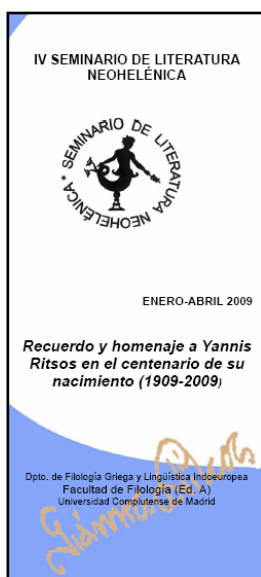 IV SEMINARIO DE LITERATURA
NEOHELÉNICA
SEMINARIO DE LITERATURA NEOHELÉNICA *
ENERO-ABRIL 2009
Recuerdo y homenaje a Yannis
Ritsos en el centenario de su
nacimiento (1909-2009)
Dpto. de Filología Griega y Lingüística Indoeuropea
Facultad de Filología (Ed. A)
Universidad Complutense de Madrid